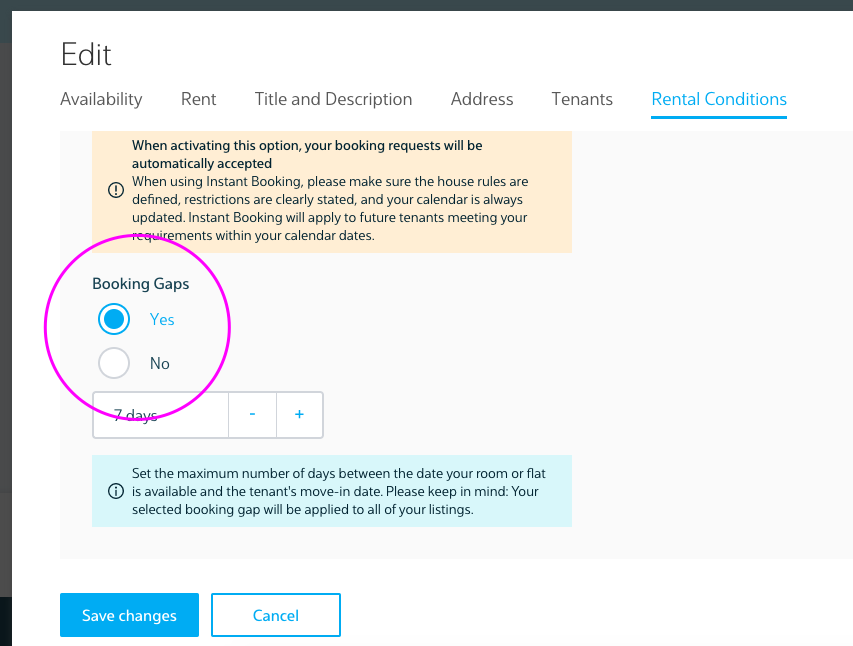 Edit
Availability Rent Title and Description Address Tenants Rental Conditions
When activating this option, your booking requests will be
automatically accepted
When using Instant Booking, please make sure the house rules are
defined, restrictions are clearly stated, and your calendar is always
updated. Instant Booking will apply to future tenants meeting your
requirements within your calendar dates.
Booking Gaps
Yes
No
7 days - +
Set the maximum number of days between the date your room or flat
is available and the tenant's move-in date. Please keep in mind: Your
selected booking gap will be applied to all of your listings.
Save changes Cancel